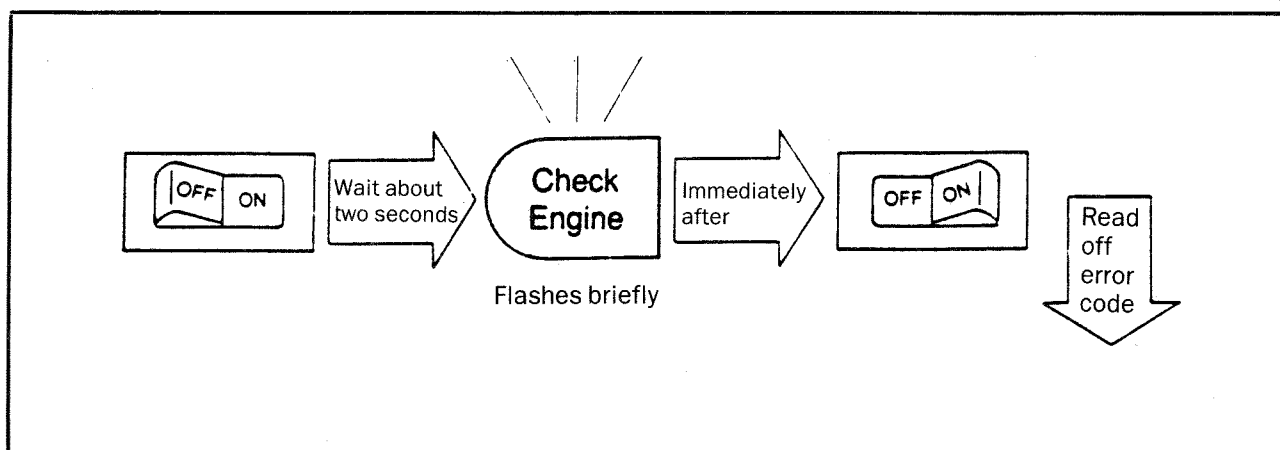 OFF ON
Wait about
two seconds
Check
Engine
Flashes briefly
Immediately
after
OFF ON
Read
off
error
code